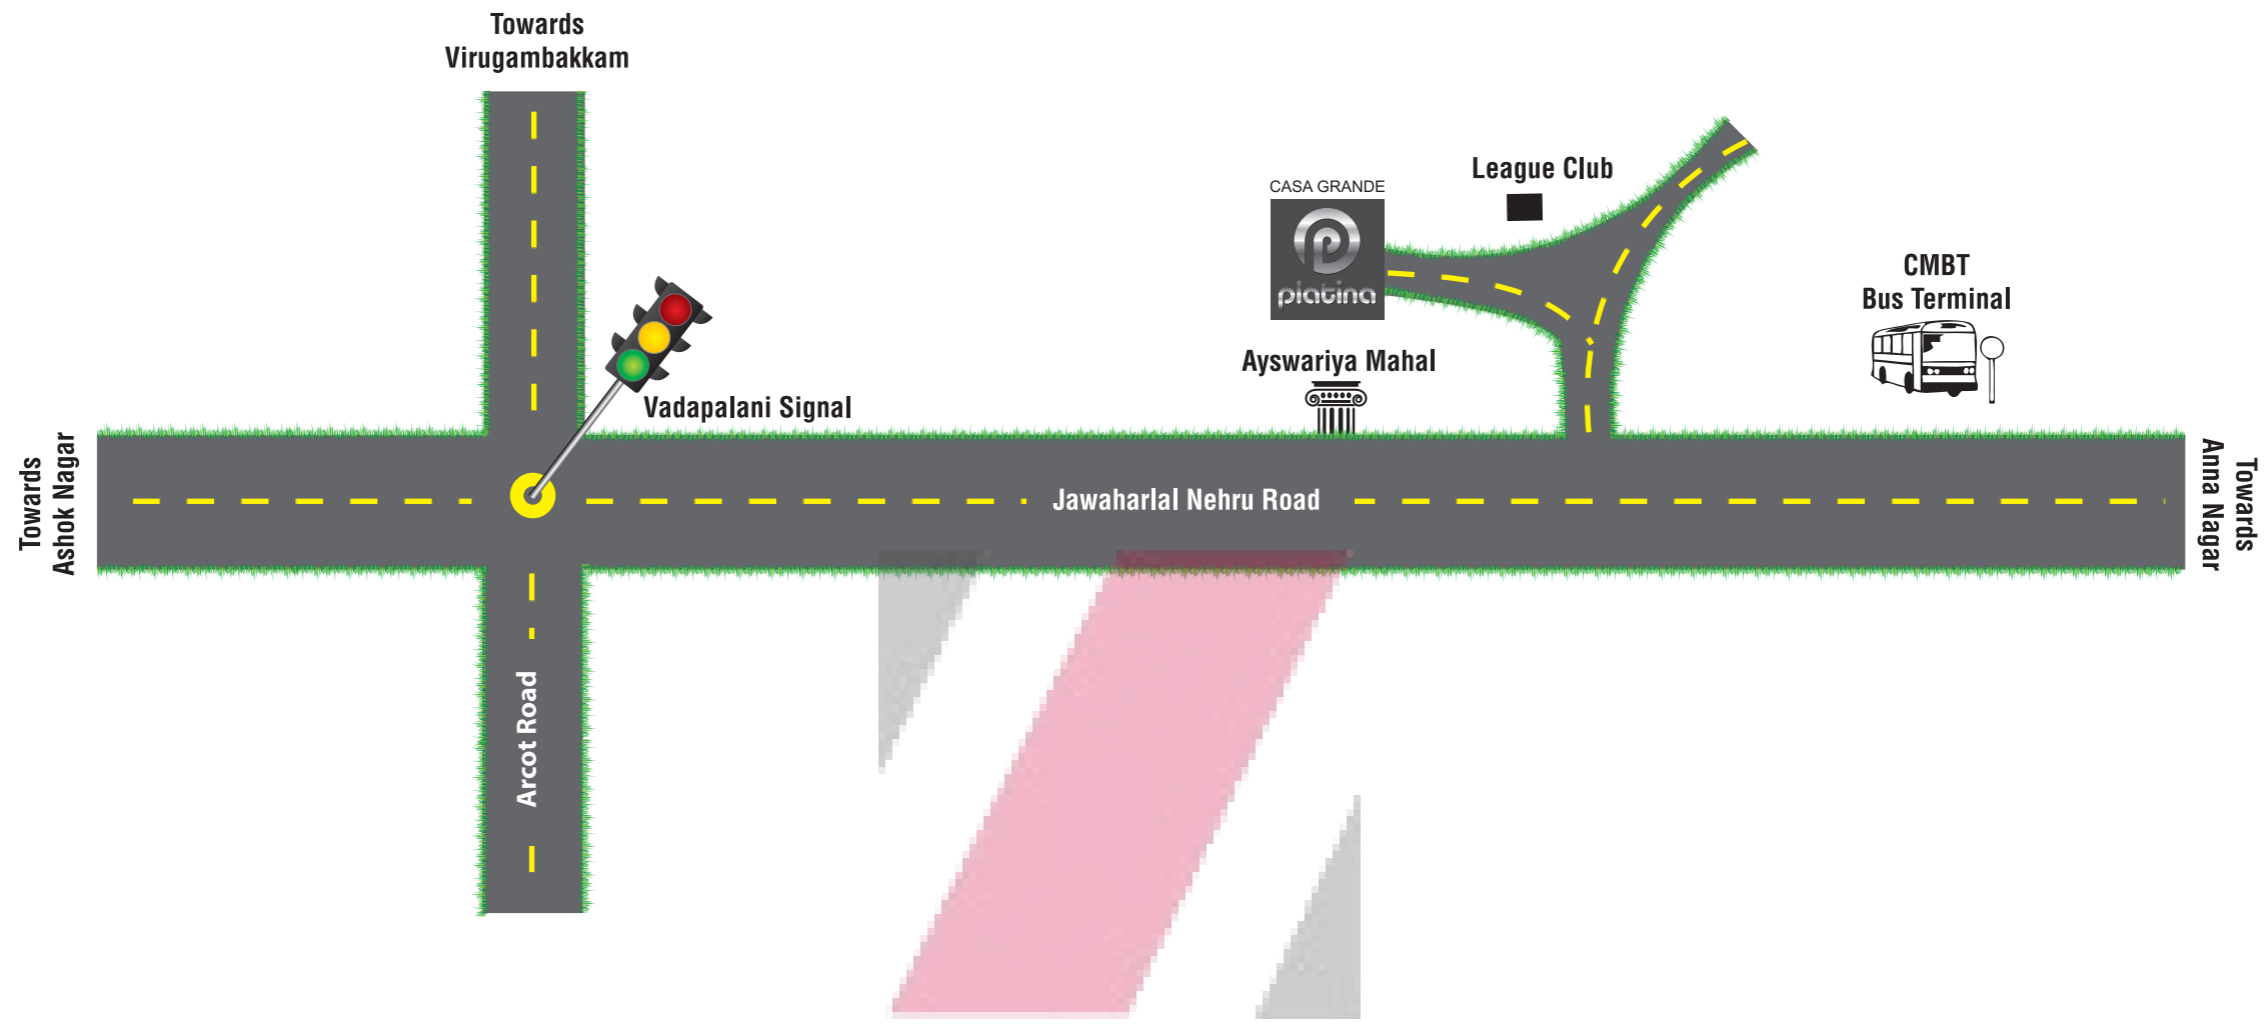 Towards
Virugambakkam
League Club
CASA GRANDE
platina
CMBT
Bus Terminal
Ayswariya Mahal
Vadapalani Signal
Towards
Ashok Nagar
Jawaharlal Nehru Road
Towards
Anna Nagar
Arcot Road